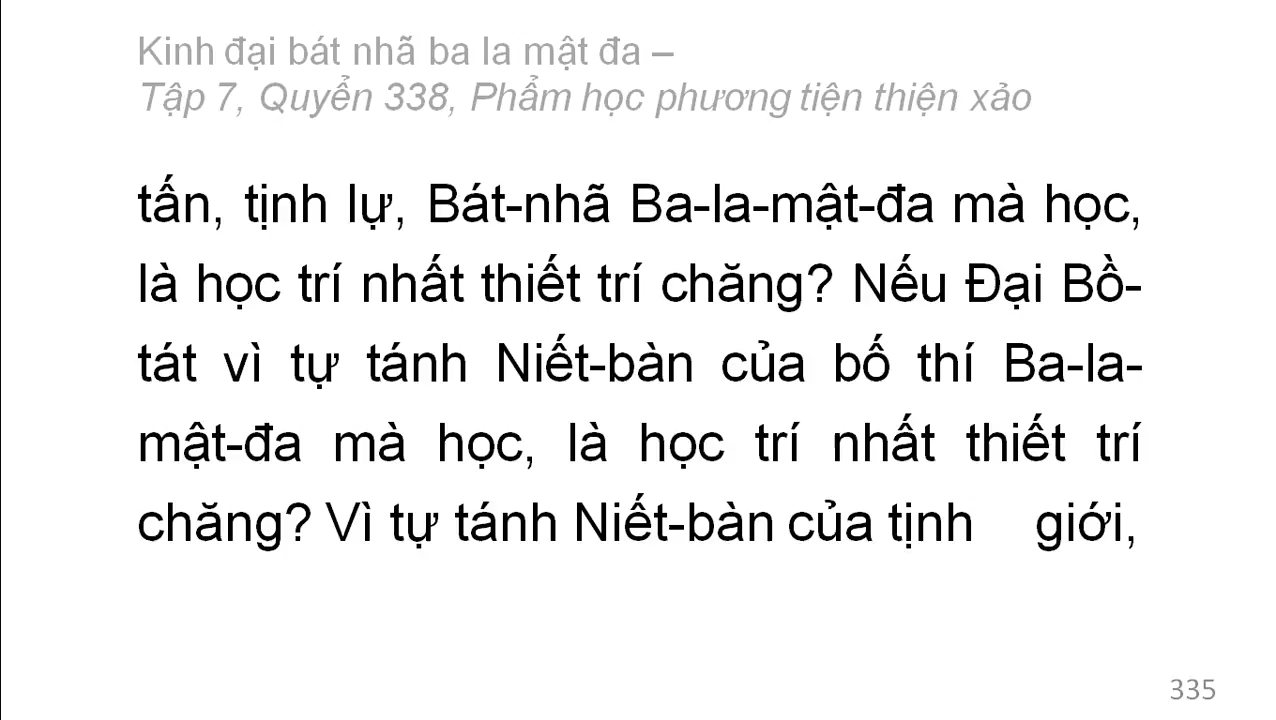 Kinh đại bát nhã ba la mật đa –
Tập 7, Quyển 338, Phẩm học phương tiện thiện xảo
tấn, tịnh lự, Bát-nhã Ba-la-mật-đa mà học,
là học trí nhất thiết trí chăng? Nếu Đại Bồ-
tát vì tự tánh Niết-bàn của bố thí Ba-la-
mật-đa mà học, là học trí nhất thiết trí
chăng? Vì tự tánh Niết-bàn của tịnh giới,
335